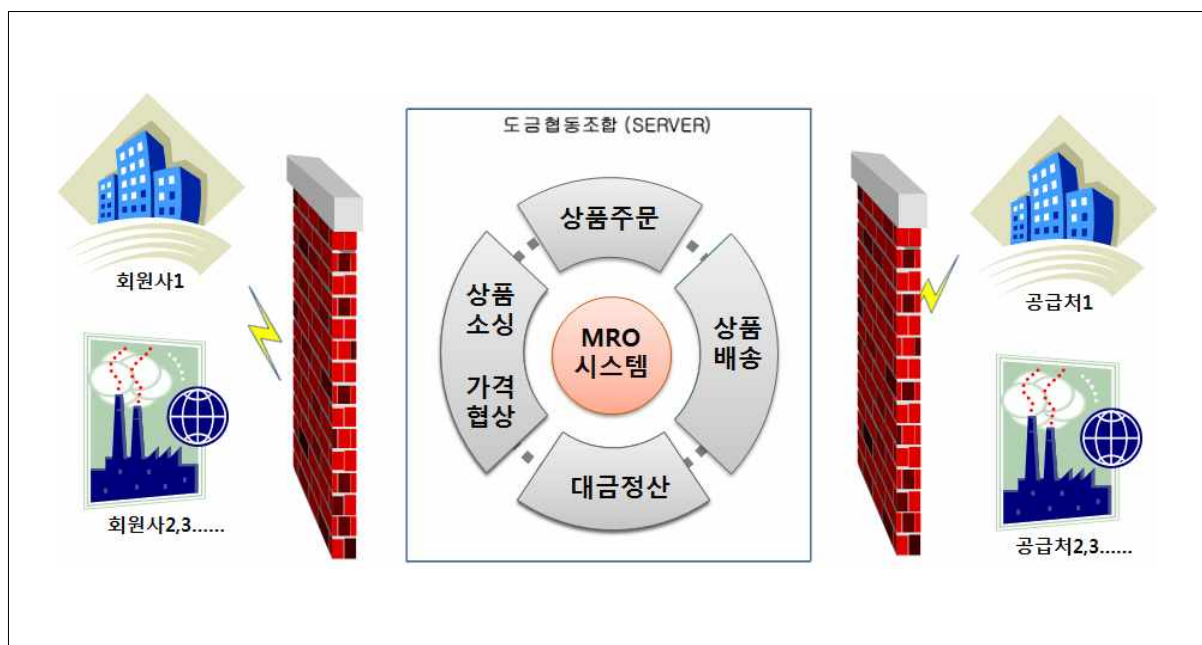 도금협동조합 (SERVER)
회원사1
회원사2,3......
상품주문
상품
소싱
가격
협상
MRO
시스템
상품
배송
대금정산
공급처1
공급처2,3......